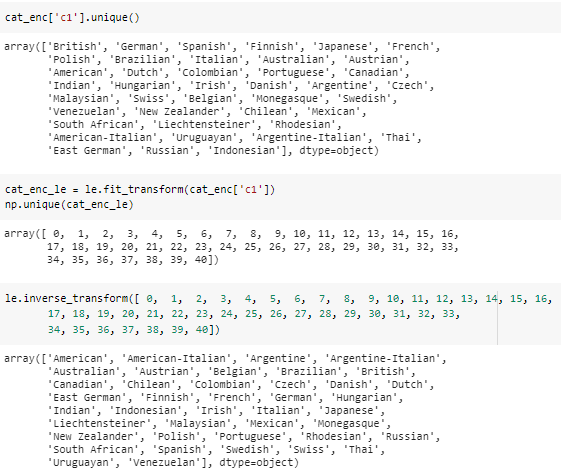 cat_enc['c1'].unique()
array(['British', 'German', 'Spanish', 'Finnish', 'Japanese', 'French',
'Polish', 'Brazilian', 'Italian', 'Australian', 'Austrian',
'American', 'Dutch', 'Colombian', 'Portuguese', 'Canadian',
'Indian', 'Hungarian', 'Irish', 'Danish', 'Argentine', 'Czech',
'Malaysian', 'Swiss', 'Belgian', 'Monegasque', 'Swedish',
'Venezuelan', 'New Zealander', 'Chilean', 'Mexican',
'South African', 'Liechtensteiner', 'Rhodesian',
'American-Italian', 'Uruguayan', 'Argentine-Italian', 'Thai',
'East German', 'Russian', 'Indonesian'], dtype=object)
cat_enc_le = le.fit_transform(cat_enc['c1'])
np.unique(cat_enc_le)
array([ 0, 1, 2, 3, 4, 5, 6, 7, 8, 9, 10, 11, 12, 13, 14, 15, 16,
17, 18, 19, 20, 21, 22, 23, 24, 25, 26, 27, 28, 29, 30, 31, 32, 33,
34, 35, 36, 37, 38, 39, 40])
le.inverse_transform([ 0, 1, 2, 3, 4, 5, 6, 7, 8, 9, 10, 11, 12, 13, 14, 15, 16,
17, 18, 19, 20, 21, 22, 23, 24, 25, 26, 27, 28, 29, 30, 31, 32, 33,
34, 35, 36, 37, 38, 39, 40])
array(['American', 'American-Italian', 'Argentine', 'Argentine-Italian',
'Australian', 'Austrian', 'Belgian', 'Brazilian', 'British',
'Canadian', 'Chilean', 'Colombian', 'Czech', 'Danish', 'Dutch',
'East German', 'Finnish', 'French', 'German', 'Hungarian',
'Indian', 'Indonesian', 'Irish', 'Italian', 'Japanese',
'Liechtensteiner', 'Malaysian', 'Mexican', 'Monegasque',
'New Zealander', 'Polish', 'Portuguese', 'Rhodesian', 'Russian',
'South African', 'Spanish', 'Swedish', 'Swiss', 'Thai',
'Uruguayan', 'Venezuelan'], dtype=object)